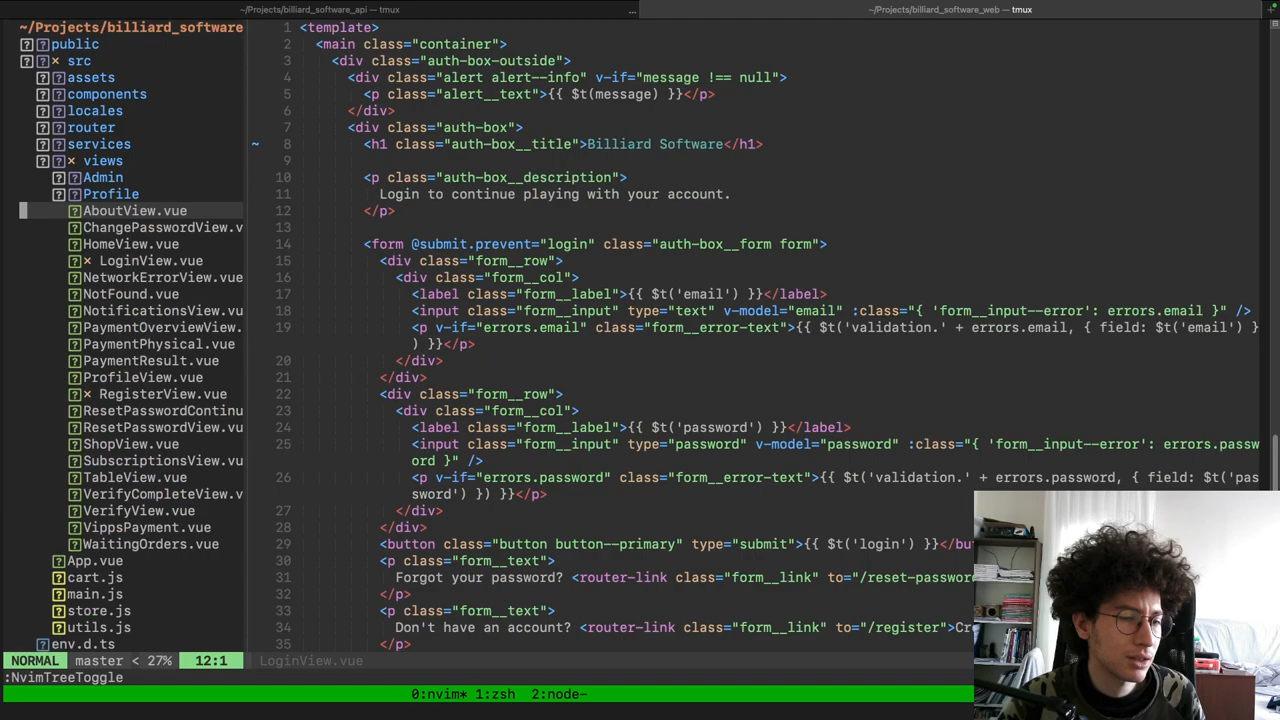 ~/Projects/billiard_software_api — tmux
...
~/Projects/billiard_software_web — tmux
~/Projects/billiard_software
public
× src
assets
components
locales
router
services
× views
Admin
Profile
AboutView.vue
ChangePasswordView.v
HomeView.vue
× LoginView.vue
NetworkErrorView.vue
NotFound.vue
NotificationsView.vue
PaymentOverviewView.
PaymentPhysical.vue
PaymentResult.vue
ProfileView.vue
× RegisterView.vue
ResetPasswordContinu
ResetPasswordView.vu
ShopView.vue
SubscriptionsView.vu
TableView.vue
VerifyCompleteView.v
VerifyView.vue
VippsPayment.vue
WaitingOrders.vue
App.vue
cart.js
main.js
store.js
utils.js
env.d.ts
1 <template>
2 <main class="container">
3 <div class="auth-box-outside">
4 <div class="alert alert--info" v-if="message !== null">
5 <p class="alert__text">{{ $t(message) }}</p>
6 </div>
7 <div class="auth-box">
~ 8 <h1 class="auth-box__title">Billiard Software</h1>
9
10 <p class="auth-box__description">
11 Login to continue playing with your account.
12 </p>
13
14 <form @submit.prevent="login" class="auth-box__form form">
15 <div class="form__row">
16 <div class="form__col">
17 <label class="form__label">{{ $t('email') }}</label>
18 <input class="form__input" type="text" v-model="email" :class="{ 'form__input--error': errors.email }" />
19 <p v-if="errors.email" class="form__error-text">{{ $t('validation.' + errors.email, { field: $t('email') }
) }}</p>
20 </div>
21 </div>
22 <div class="form__row">
23 <div class="form__col">
24 <label class="form__label">{{ $t('password') }}</label>
25 <input class="form__input" type="password" v-model="password" :class="{ 'form__input--error': errors.passw
ord }" />
26 <p v-if="errors.password" class="form__error-text">{{ $t('validation.' + errors.password, { field: $t('pas
sword') }) }}</p>
27 </div>
28 </div>
29 <button class="button button--primary" type="submit">{{ $t('login') }}</bu
30 <p class="form__text">
31 Forgot your password? <router-link class="form__link" to="/reset-passwor
32 </p>
33 <p class="form__text">
34 Don't have an account? <router-link class="form__link" to="/register">Cr
35 </p>
NORMAL master < 27% 12:1 LoginView.vue
:NvimTreeToggle
0:nvim* 1:zsh 2:node-